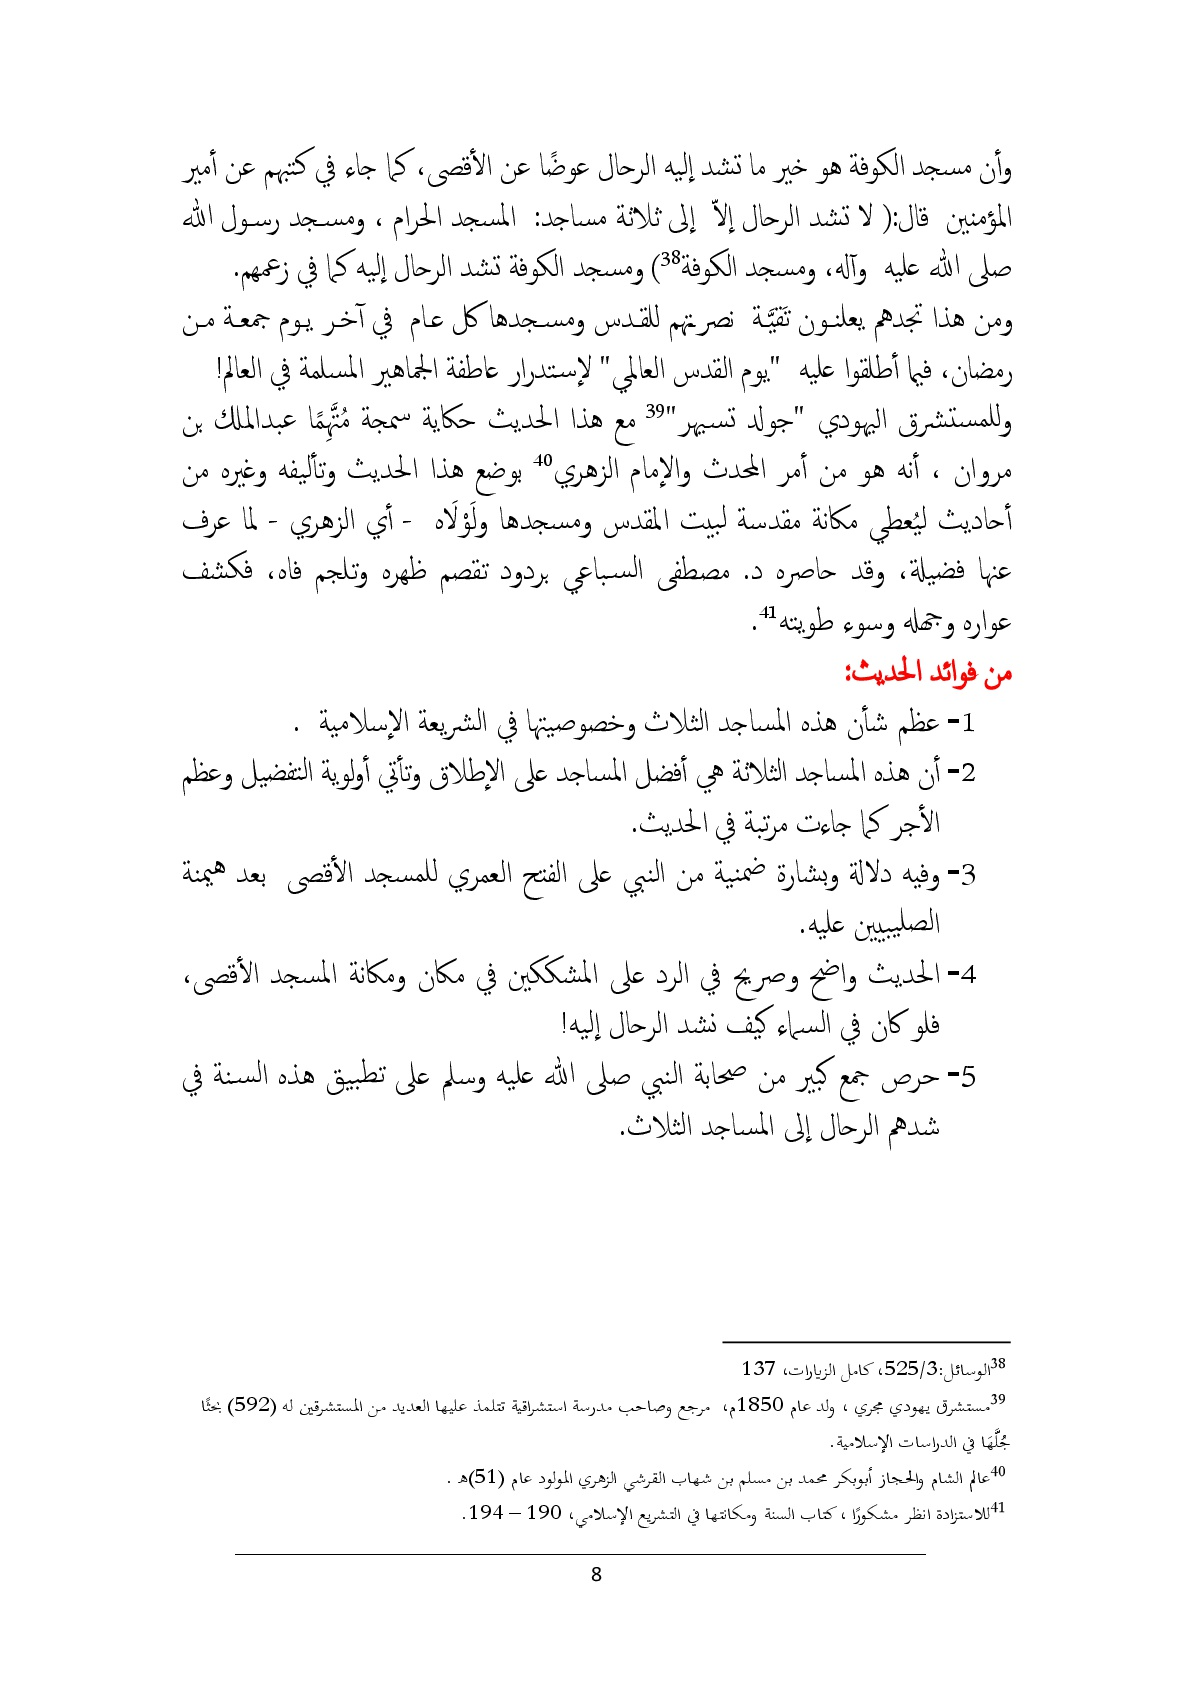 وأن مسجد الكوفة هو خير ما تشد إليه الرحال عوضًا عن الأقصى، كما جاء في كتبهم عن أمير
المؤمنين قال:( لا تشد الرحال إلاّ إلى ثلاثة مساجد: المسجد الحرام ، ومسجد رسول الله
صلى الله عليه وآله، ومسجد الكوفة38) ومسجد الكوفة تشد الرحال إليه كما في زعمهم.
ومن هذا تجدهم يعلنون تَقيَّة نصرتهم للقدس ومسجدها كل عام في آخر يوم جمعة من
رمضان، فيما أطلقوا عليه "يوم القدس العالمي" لإستدرار عاطفة الجماهير المسلمة في العالم!
وللمستشرق اليهودي "جولد تسيهر"39 مع هذا الحديث حكاية سمجة مُتَّهِمًا عبدالملك بن
مروان ، أنه هو من أمر المحدث والإمام الزهري40 بوضع هذا الحديث وتأليفه وغيره من
أحاديث ليُعطي مكانة مقدسة لبيت المقدس ومسجدها ولَوْلَاه - أي الزهري - لما عرف
عنها فضيلة، وقد حاصره د. مصطفى السباعي بردود تقصم ظهره وتلجم فاه، فكشف
عواره وجهله وسوء طويته41.
من فوائد الحديث:
1- عظم شأن هذه المساجد الثلاث وخصوصيتها في الشريعة الإسلامية .
2- أن هذه المساجد الثلاثة هي أفضل المساجد على الإطلاق وتأتي أولوية التفضيل وعظم
الأجر كما جاءت مرتبة في الحديث.
3- وفيه دلالة وبشارة ضمنية من النبي على الفتح العمري للمسجد الأقصى بعد هيمنة
الصليبيين عليه.
4- الحديث واضح وصريح في الرد على المشككين في مكان ومكانة المسجد الأقصى،
فلو كان في السماء كيف نشد الرحال إليه!
5- حرص جمع كبير من صحابة النبي صلى الله عليه وسلم على تطبيق هذه السنة في
شدهم الرحال إلى المساجد الثلاث.
38الوسائل:525/3، كامل الزيارات، 137
39مستشرق يهودي مجري ، ولد عام 1850م، مرجع وصاحب مدرسة استشراقية تتلمذ عليها العديد من المستشرقين له (592) بحثًا
جُلَّهَا في الدراسات الإسلامية.
40عالم الشام والحجاز أبوبكر محمد بن مسلم بن شهاب القرشي الزهري المولود عام (51)هـ .
41للاستزادة انظر مشكورًا ، كتاب السنة ومكانتها في التشريع الإسلامي، 190 – 194.
8